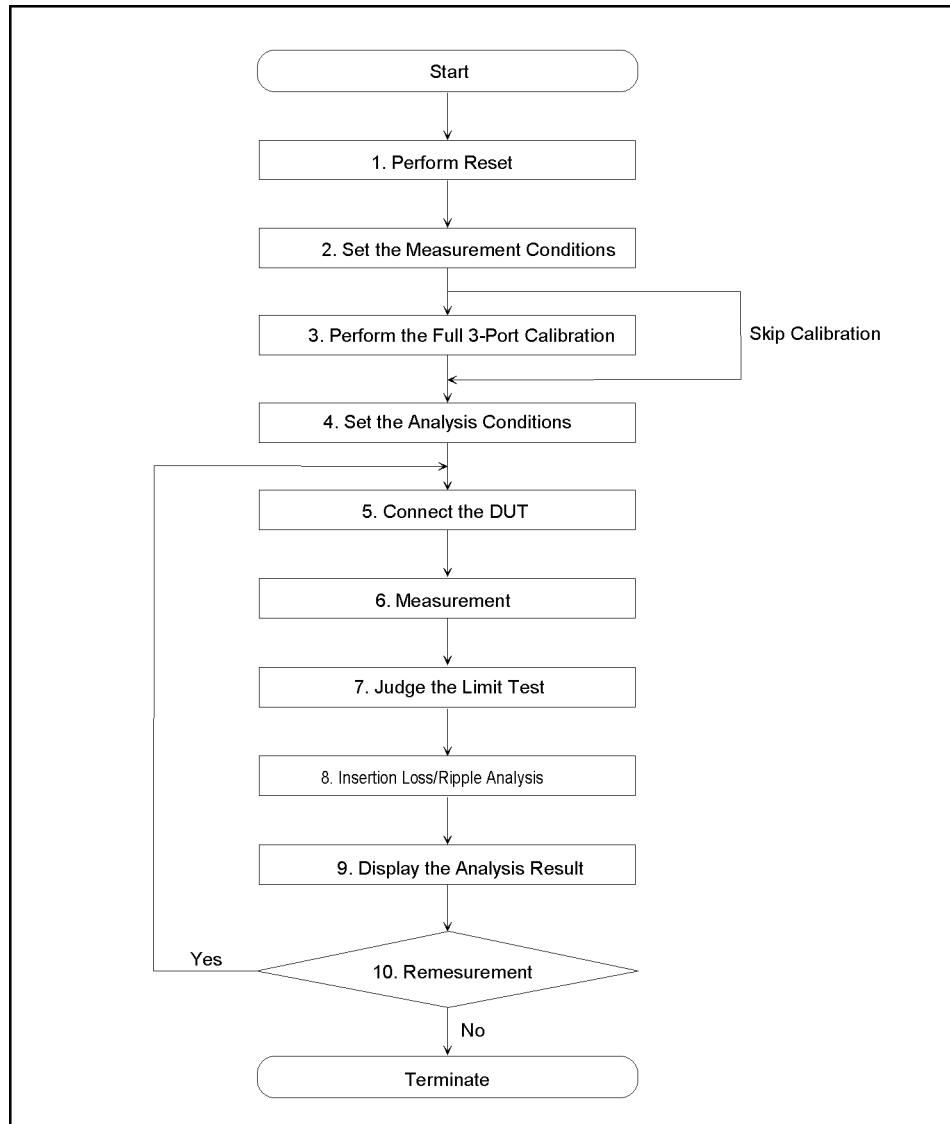 Start
1. Perform Reset
2. Set the Measurement Conditions
3. Perform the Full 3-Port Calibration
Skip Calibration
4. Set the Analysis Conditions
5. Connect the DUT
6. Measurement
7. Judge the Limit Test
8. Insertion Loss/Ripple Analysis
9. Display the Analysis Result
Yes
10. Remesurement
No
Terminate